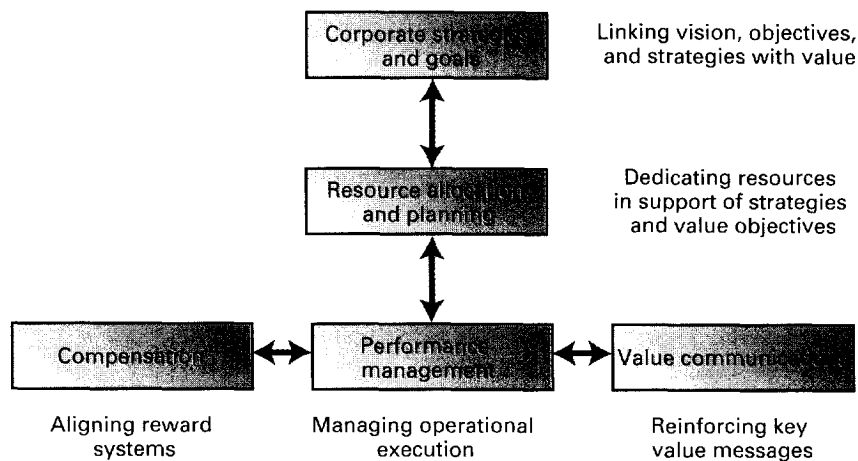 Corporate strategy
and goals
Linking vision, objectives,
and strategies with value
Resource allocation
and planning
Dedicating resources
in support of strategies
and value objectives
Compensation
Performance
management
Value communication
Aligning reward
systems
Managing operational
execution
Reinforcing key
value messages